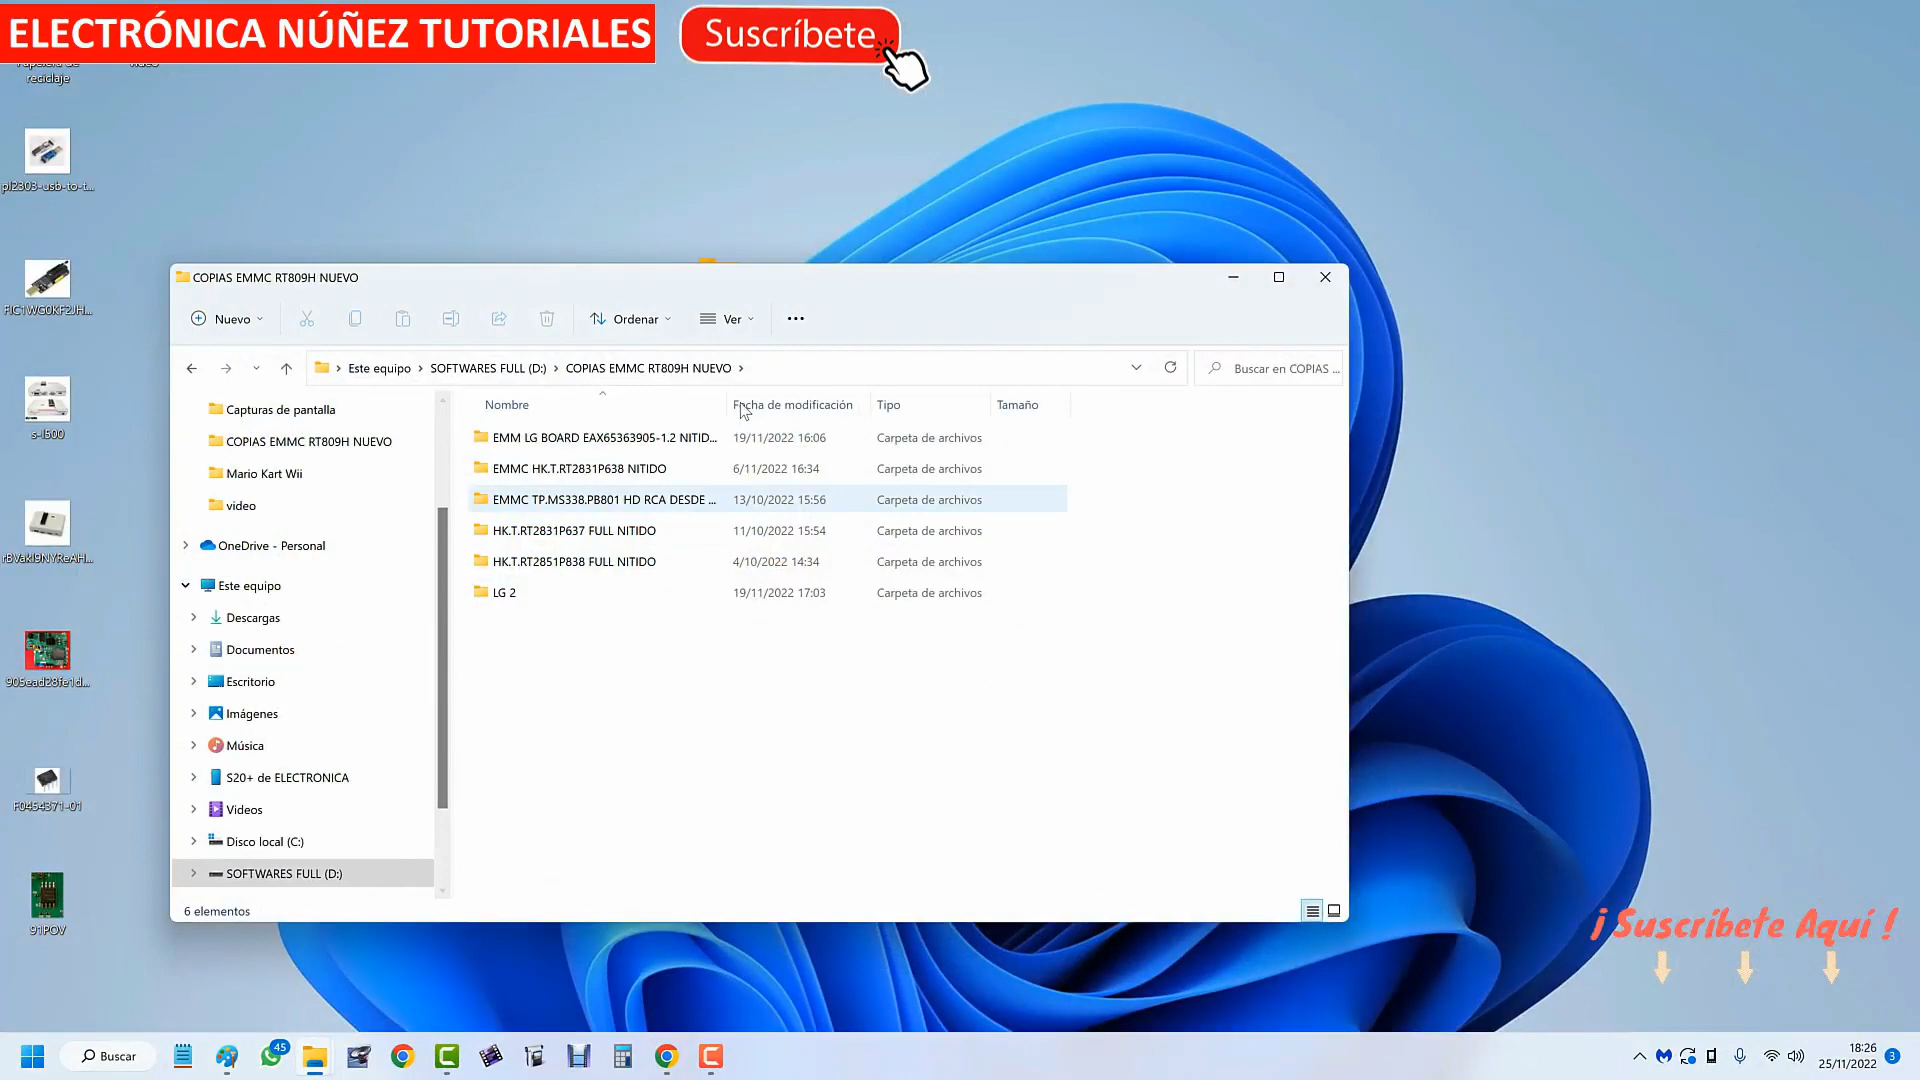 ELECTRÓNICA NÚÑEZ TUTORIALES
Suscríbete
reciclaje
pl2303-usb-to-t...
FIC1WG0KF2JH...
s-l500
905ead28fe1d...
F0454371-01
91POV
COPIAS EMMC RT809H NUEVO
Nuevo
Ordenar
Ver
Este equipo
SOFTWARES FULL (D:)
COPIAS EMMC RT809H NUEVO
Buscar en COPIAS ...
Capturas de pantalla
COPIAS EMMC RT809H NUEVO
Mario Kart Wii
video
OneDrive - Personal
Este equipo
Descargas
Documentos
Escritorio
Imágenes
Música
S20+ de ELECTRONICA
Videos
Disco local (C:)
SOFTWARES FULL (D:)
Nombre Fecha de modificación Tipo Tamaño
EMM LG BOARD EAX65363905-1.2 NITID... 19/11/2022 16:06 Carpeta de archivos
EMMC HK.T.RT2831P638 NITIDO 6/11/2022 16:34 Carpeta de archivos
EMMC TP.MS338.PB801 HD RCA DESDE ... 13/10/2022 15:56 Carpeta de archivos
HK.T.RT2831P637 FULL NITIDO 11/10/2022 15:54 Carpeta de archivos
HK.T.RT2851P838 FULL NITIDO 4/10/2022 14:34 Carpeta de archivos
LG 2 19/11/2022 17:03 Carpeta de archivos
6 elementos
¡ Suscríbete Aquí !
Buscar
45
18:26
25/11/2022
3